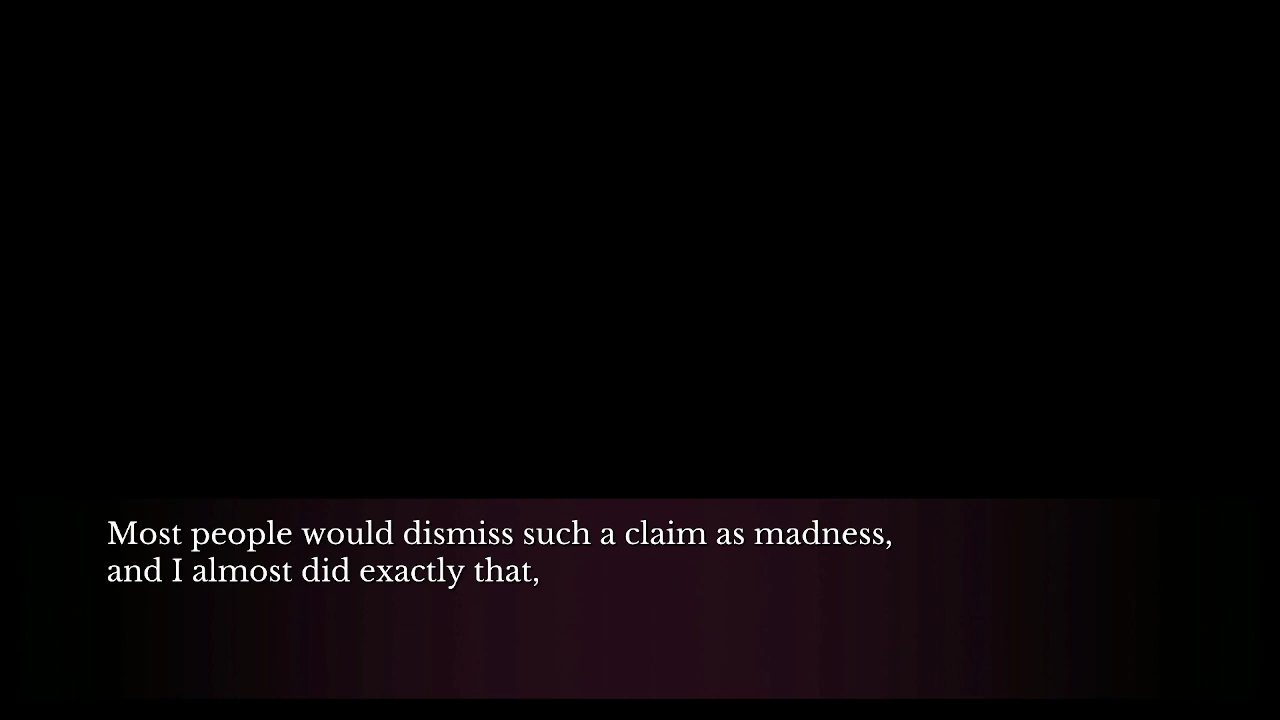 Most people would dismiss such a claim as madness,
and I almost did exactly that,